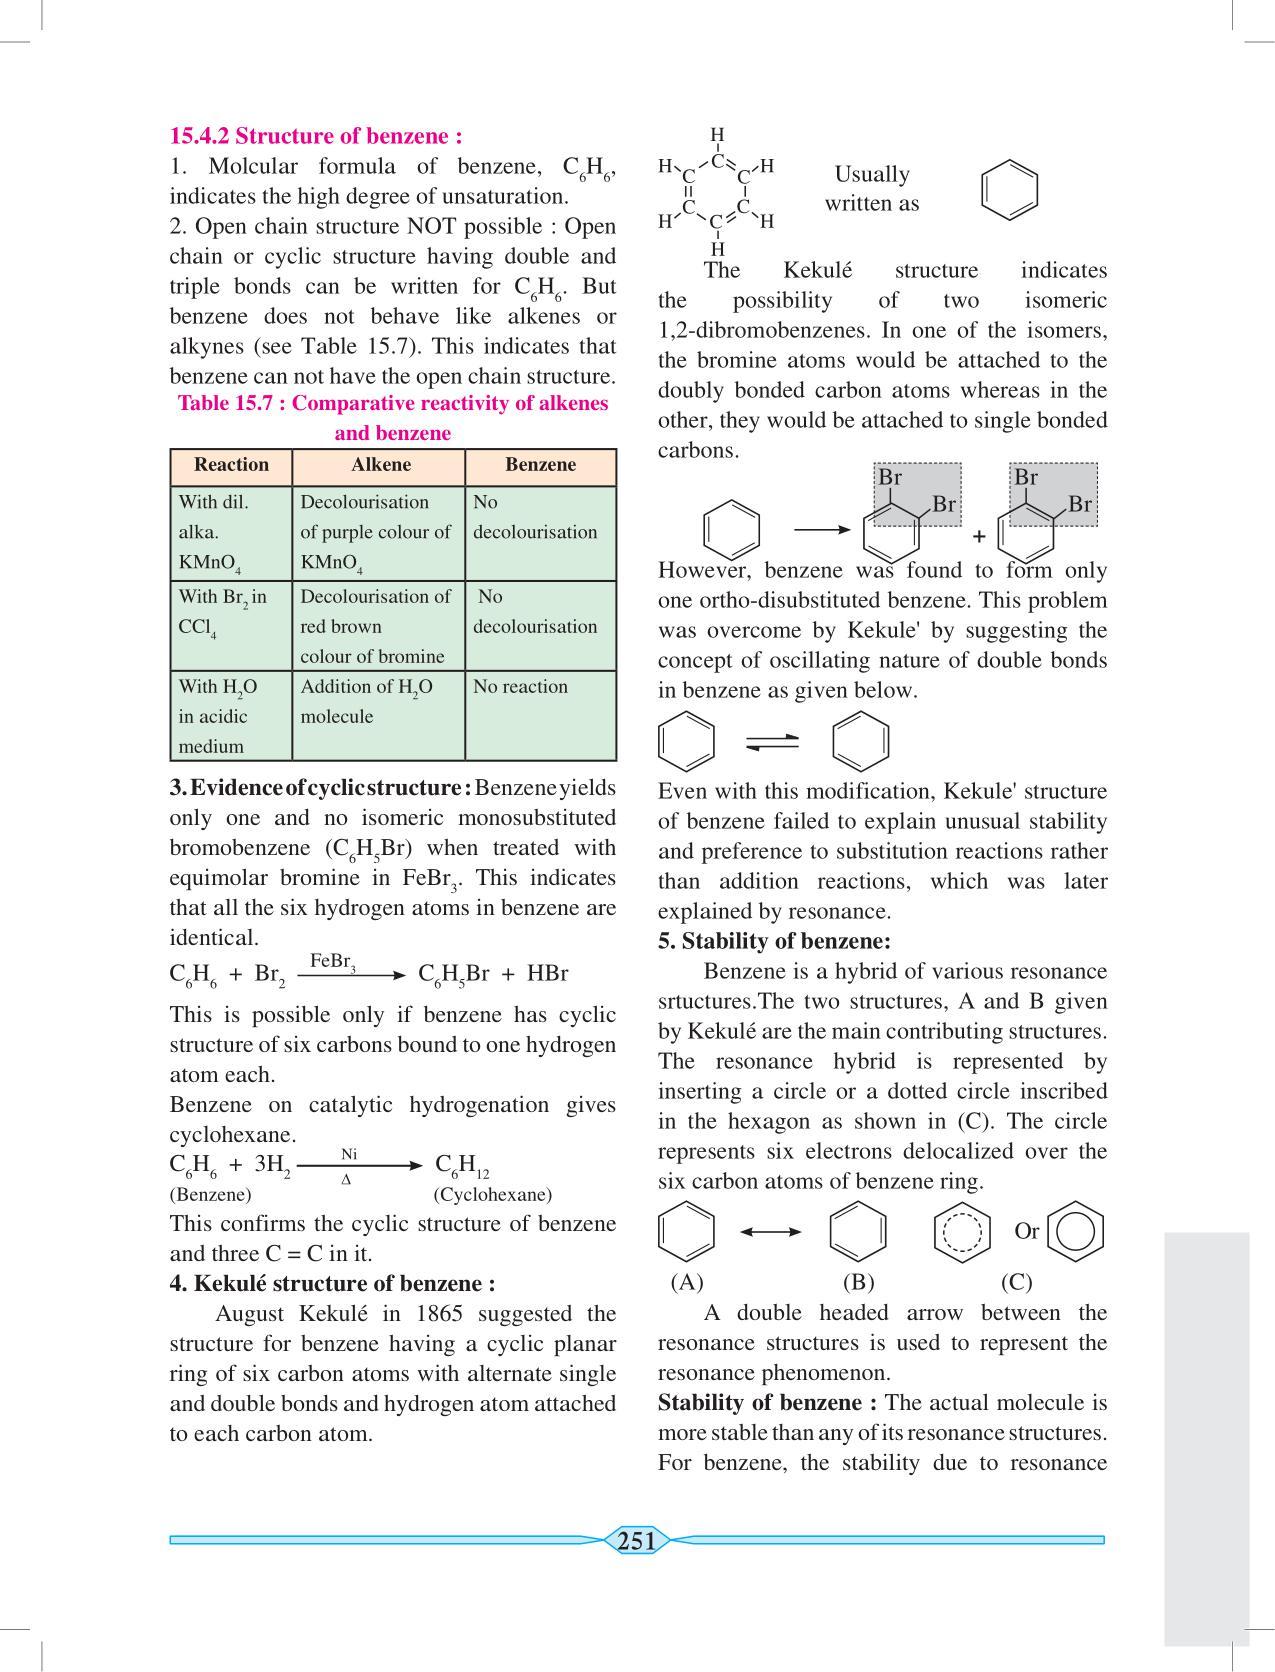 15.4.2 Structure of benzene :
1. Molcular formula of benzene, C6H6,
indicates the high degree of unsaturation.
2. Open chain structure NOT possible : Open
chain or cyclic structure having double and
triple bonds can be written for C6H6. But
benzene does not behave like alkenes or
alkynes (see Table 15.7). This indicates that
benzene can not have the open chain structure.
Table 15.7 : Comparative reactivity of alkenes
and benzene
Reaction Alkene Benzene
With dil. Decolourisation No
alka. of purple colour of decolourisation
KMnO4 KMnO4
With Br2 in Decolourisation of No
CCl4 red brown decolourisation
colour of bromine
With H2O Addition of H2O No reaction
in acidic molecule
medium
3. Evidence of cyclic structure : Benzene yields
only one and no isomeric monosubstituted
bromobenzene (C6H5Br) when treated with
equimolar bromine in FeBr3. This indicates
that all the six hydrogen atoms in benzene are
identical.
FeBr3
C6H6 + Br2 → C6H5Br + HBr
This is possible only if benzene has cyclic
structure of six carbons bound to one hydrogen
atom each.
Benzene on catalytic hydrogenation gives
cyclohexane.
Ni
C6H6 + 3H2 → C6H12
Δ
(Benzene) (Cyclohexane)
This confirms the cyclic structure of benzene
and three C = C in it.
4. Kekulé structure of benzene :
August Kekulé in 1865 suggested the
structure for benzene having a cyclic planar
ring of six carbon atoms with alternate single
and double bonds and hydrogen atom attached
to each carbon atom.
H
H C C C H
H C C C H
H
Usually
written as
The Kekulé structure indicates
the possibility of two isomeric
1,2-dibromobenzenes. In one of the isomers,
the bromine atoms would be attached to the
doubly bonded carbon atoms whereas in the
other, they would be attached to single bonded
carbons.
Br Br
Br Br
+
However, benzene was found to form only
one ortho-disubstituted benzene. This problem
was overcome by Kekule' by suggesting the
concept of oscillating nature of double bonds
in benzene as given below.
Even with this modification, Kekule' structure
of benzene failed to explain unusual stability
and preference to substitution reactions rather
than addition reactions, which was later
explained by resonance.
5. Stability of benzene:
Benzene is a hybrid of various resonance
srtuctures.The two structures, A and B given
by Kekulé are the main contributing structures.
The resonance hybrid is represented by
inserting a circle or a dotted circle inscribed
in the hexagon as shown in (C). The circle
represents six electrons delocalized over the
six carbon atoms of benzene ring.
Or
(A) (B) (C)
A double headed arrow between the
resonance structures is used to represent the
resonance phenomenon.
Stability of benzene : The actual molecule is
more stable than any of its resonance structures.
For benzene, the stability due to resonance
251